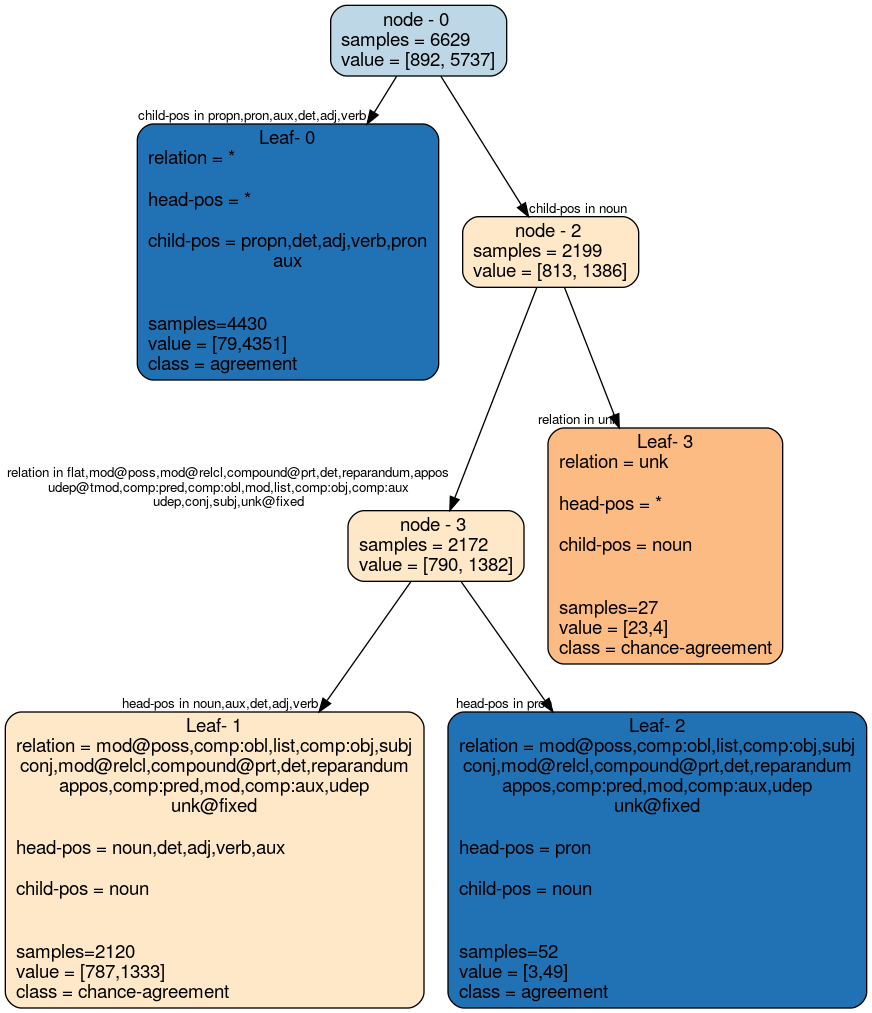 node - 0
samples = 6629
value = [892, 5737]
child-pos in propn,pron,aux,det,adj,verb
Leaf- 0
relation = *
head-pos = *
child-pos = propn,det,adj,verb,pron
aux
samples=4430
value = [79,4351]
class = agreement
child-pos in noun
node - 2
samples = 2199
value = [813, 1386]
relation in unk
Leaf- 3
relation = unk
head-pos = *
child-pos = noun
samples=27
value = [23,4]
class = chance-agreement
relation in flat,mod@poss,mod@relcl,compound@prt,det,reparandum,appos
udep@tmod,comp:pred,comp:obl,mod,list,comp:obj,comp:aux
udep,conj,subj,unk@fixed
node - 3
samples = 2172
value = [790, 1382]
head-pos in noun,aux,det,adj,verb
Leaf- 1
relation = mod@poss,comp:obl,list,comp:obj,subj
conj,mod@relcl,compound@prt,det,reparandum
appos,comp:pred,mod,comp:aux,udep
unk@fixed
head-pos = noun,det,adj,verb,aux
child-pos = noun
samples=2120
value = [787,1333]
class = chance-agreement
head-pos in pron
Leaf- 2
relation = mod@poss,comp:obl,list,comp:obj,subj
conj,mod@relcl,compound@prt,det,reparandum
appos,comp:pred,mod,comp:aux,udep
unk@fixed
head-pos = pron
child-pos = noun
samples=52
value = [3,49]
class = agreement